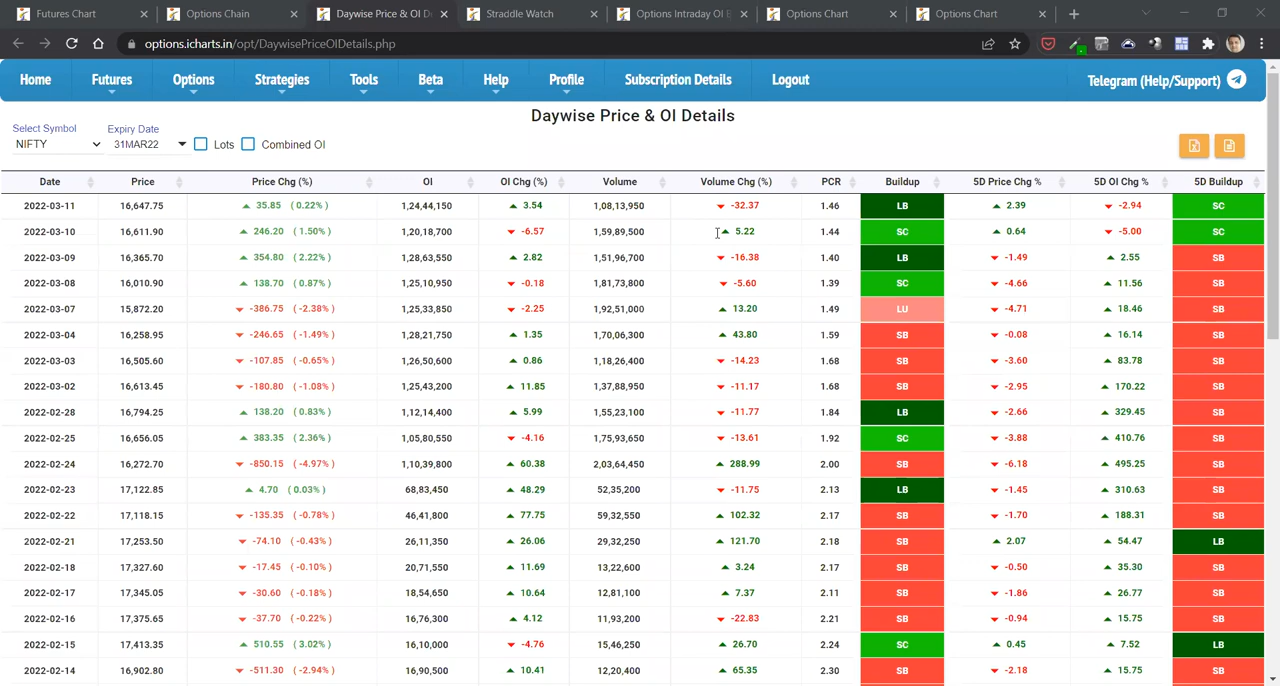 Futures Chart
Options Chain
Daywise Price & OI D
Straddle Watch
Options Intraday OI
Options Chart
Options Chart
options.icharts.in/opt/DaywisePriceOIDetails.php
Home Futures Options Strategies Tools Beta Help Profile Subscription Details Logout Telegram (Help/Support)
Daywise Price & OI Details
Select Symbol Expiry Date
NIFTY 31MAR22 Lots Combined OI
Date Price Price Chg (%) OI OI Chg (%) Volume Volume Chg (%) PCR Buildup 5D Price Chg % 5D OI Chg % 5D Buildup
2022-03-11 16,647.75 35.85 (0.22%) 1,24,44,150 3.54 1,08,13,950 -32.37 1.46 LB 2.39 -2.94 SC
2022-03-10 16,611.90 246.20 (1.50%) 1,20,18,700 -6.57 1,59,89,500 5.22 1.44 SC 0.64 -5.00 SC
2022-03-09 16,365.70 354.80 (2.22%) 1,28,63,550 2.82 1,51,96,700 -16.38 1.40 LB -1.49 2.55 SB
2022-03-08 16,010.90 138.70 (0.87%) 1,25,10,950 -0.18 1,81,73,800 -5.60 1.39 SC -4.66 11.56 SB
2022-03-07 15,872.20 -386.75 (-2.38%) 1,25,33,850 -2.25 1,92,51,000 13.20 1.49 LU -4.71 18.46 SB
2022-03-04 16,258.95 -246.65 (-1.49%) 1,28,21,750 1.35 1,70,06,300 43.80 1.59 SB -0.08 16.14 SB
2022-03-03 16,505.60 -107.85 (-0.65%) 1,26,50,600 0.86 1,18,26,400 -14.23 1.68 SB -3.60 83.78 SB
2022-03-02 16,613.45 -180.80 (-1.08%) 1,25,43,200 11.85 1,37,88,950 -11.17 1.68 SB -2.95 170.22 SB
2022-02-28 16,794.25 138.20 (0.83%) 1,12,14,400 5.99 1,55,23,100 -11.77 1.84 LB -2.66 329.45 SB
2022-02-25 16,656.05 383.35 (2.36%) 1,05,80,550 -4.16 1,75,93,650 -13.61 1.92 SC -3.88 410.76 SB
2022-02-24 16,272.70 -850.15 (-4.97%) 1,10,39,800 60.38 2,03,64,450 288.99 2.00 SB -6.18 495.25 SB
2022-02-23 17,122.85 4.70 (0.03%) 68,83,450 48.29 52,35,200 -11.75 2.13 LB -1.45 310.63 SB
2022-02-22 17,118.15 -135.35 (-0.78%) 46,41,800 77.75 59,32,550 102.32 2.17 SB -1.70 188.31 SB
2022-02-21 17,253.50 -74.10 (-0.43%) 26,11,350 26.06 29,32,250 121.70 2.18 SB 2.07 54.47 LB
2022-02-18 17,327.60 -17.45 (-0.10%) 20,71,550 11.69 13,22,600 3.24 2.17 SB -0.50 35.30 SB
2022-02-17 17,345.05 -30.60 (-0.18%) 18,54,650 10.64 12,81,100 7.37 2.11 SB -1.86 26.77 SB
2022-02-16 17,375.65 -37.70 (-0.22%) 16,76,300 4.12 11,93,200 -22.83 2.21 SB -0.94 15.75 SB
2022-02-15 17,413.35 510.55 (3.02%) 16,10,000 -4.76 15,46,250 26.70 2.24 SC 0.45 7.52 LB
2022-02-14 16,902.80 -511.30 (-2.94%) 16,90,500 10.41 12,20,400 65.35 2.30 SB -2.18 15.75 SB